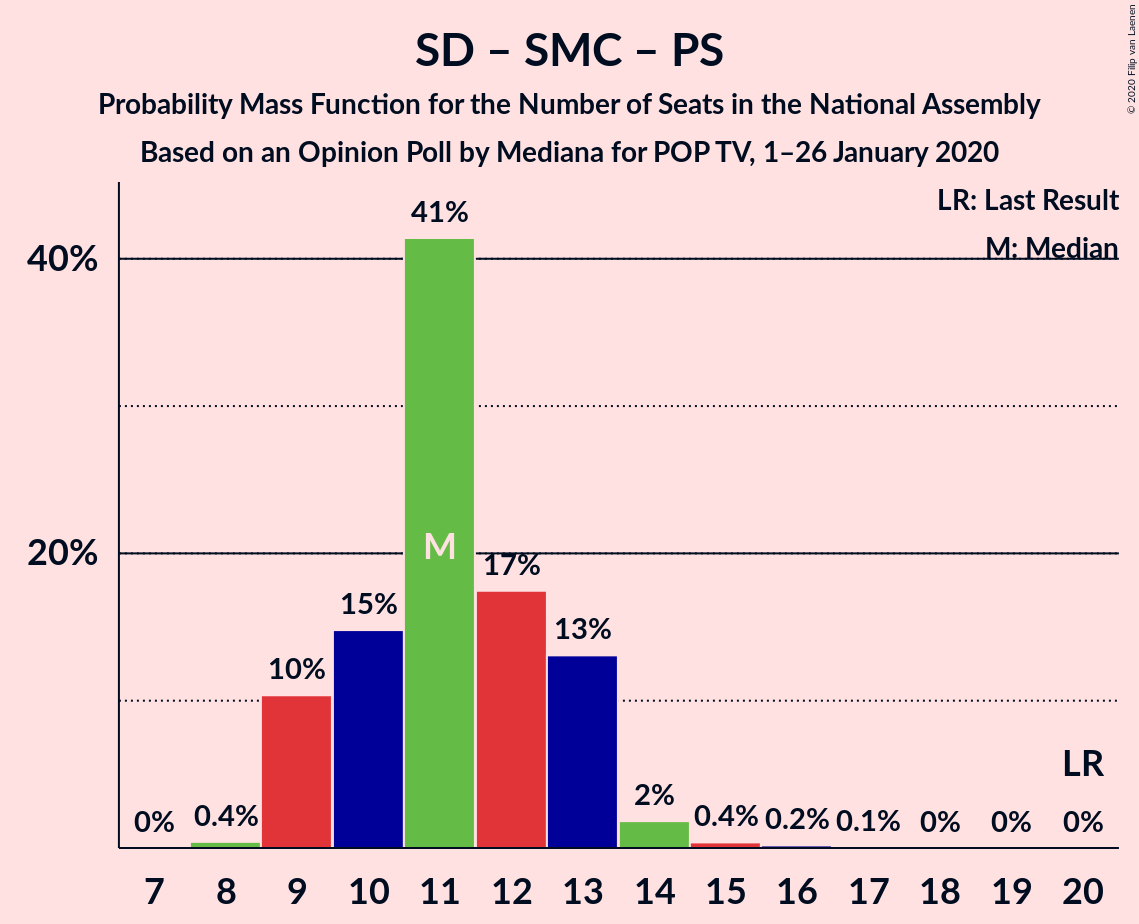 SD – SMC – PS
Probability Mass Function for the Number of Seats in the National Assembly
Based on an Opinion Poll by Mediana for POP TV, 1–26 January 2020
© 2020 Filip van Laenen
LR: Last Result
M: Median
40%
20%
0%
0.4%
10%
15%
41%
M
17%
13%
2%
0.4%
0.2%
0.1%
0%
0%
LR
0%
7 8 9 10 11 12 13 14 15 16 17 18 19 20